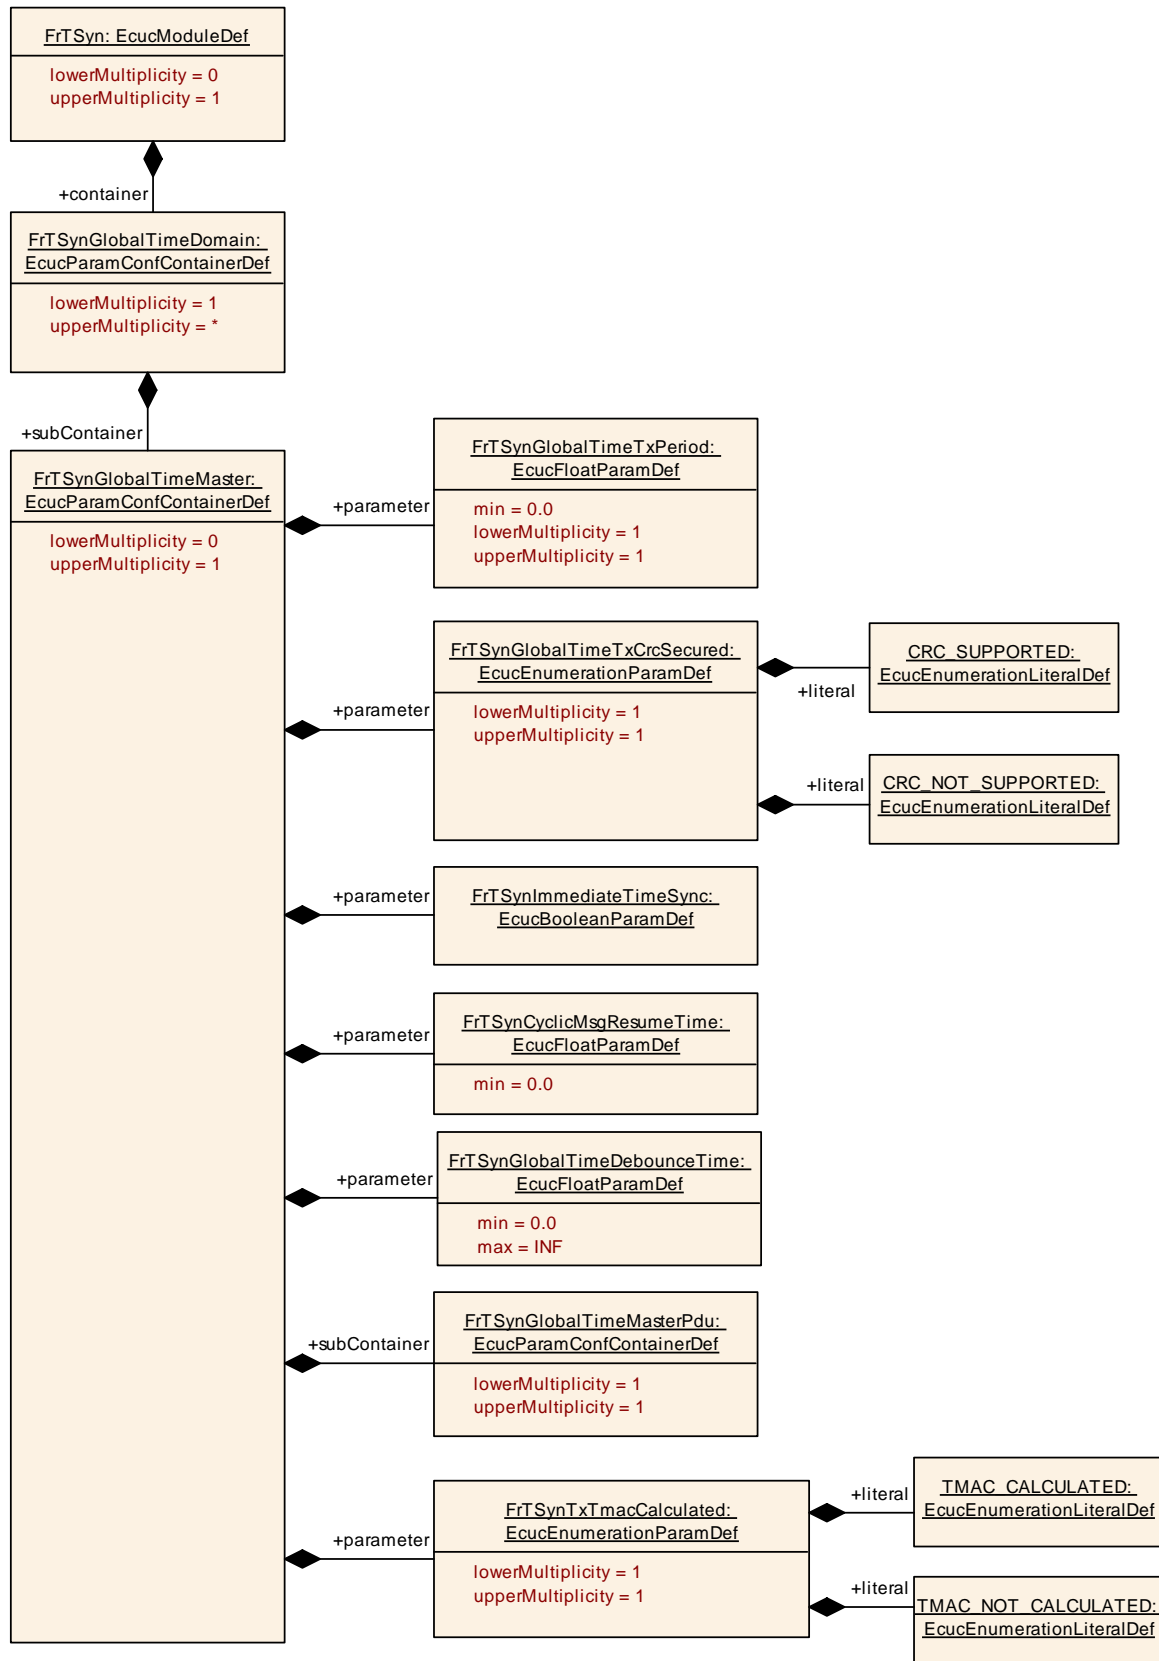 FrTSyn: EcucModuleDef
lowerMultiplicity = 0
upperMultiplicity = 1
+container
FrTSynGlobalTimeDomain:
EcucParamConfContainerDef
lowerMultiplicity = 1
upperMultiplicity = *
+subContainer
FrTSynGlobalTimeMaster:
EcucParamConfContainerDef
lowerMultiplicity = 0
upperMultiplicity = 1
+parameter
FrTSynGlobalTimeTxPeriod:
EcucFloatParamDef
min = 0.0
lowerMultiplicity = 1
upperMultiplicity = 1
+parameter
FrTSynGlobalTimeTxCrcSecured:
EcucEnumerationParamDef
lowerMultiplicity = 1
upperMultiplicity = 1
+literal
CRC_SUPPORTED:
EcucEnumerationLiteralDef
+literal
CRC_NOT_SUPPORTED:
EcucEnumerationLiteralDef
+parameter
FrTSynImmediateTimeSync:
EcucBooleanParamDef
+parameter
FrTSynCyclicMsgResumeTime:
EcucFloatParamDef
min = 0.0
+parameter
FrTSynGlobalTimeDebounceTime:
EcucFloatParamDef
min = 0.0
max = INF
+subContainer
FrTSynGlobalTimeMasterPdu:
EcucParamConfContainerDef
lowerMultiplicity = 1
upperMultiplicity = 1
+parameter
FrTSynTxTmacCalculated:
EcucEnumerationParamDef
lowerMultiplicity = 1
upperMultiplicity = 1
+literal
TMAC_CALCULATED:
EcucEnumerationLiteralDef
+literal
TMAC_NOT_CALCULATED:
EcucEnumerationLiteralDef